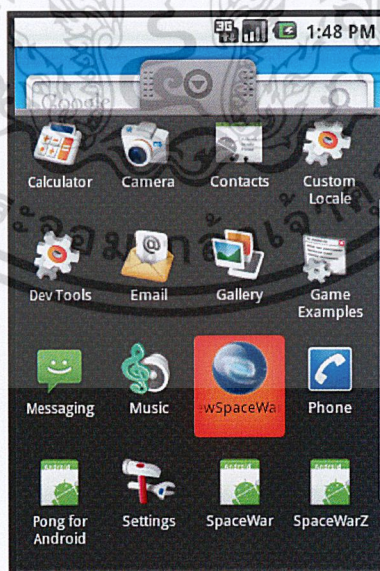 1:48 PM
Google
Calculator
Camera
Contacts
Custom
Locale
Dev Tools
Email
Gallery
Game
Examples
Messaging
Music
wSpaceWa
Phone
Android
Android
Android
Pong for
Android
Settings
SpaceWar
SpaceWarZ